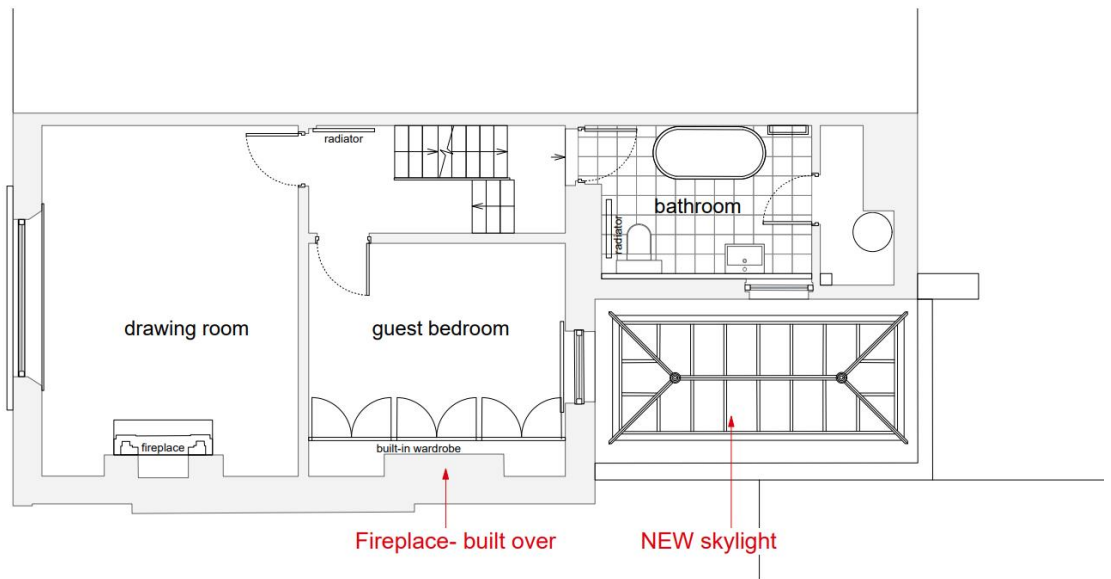 radiator
bathroom
radiator
drawing room
guest bedroom
fireplace
built-in wardrobe
Fireplace- built over
NEW skylight